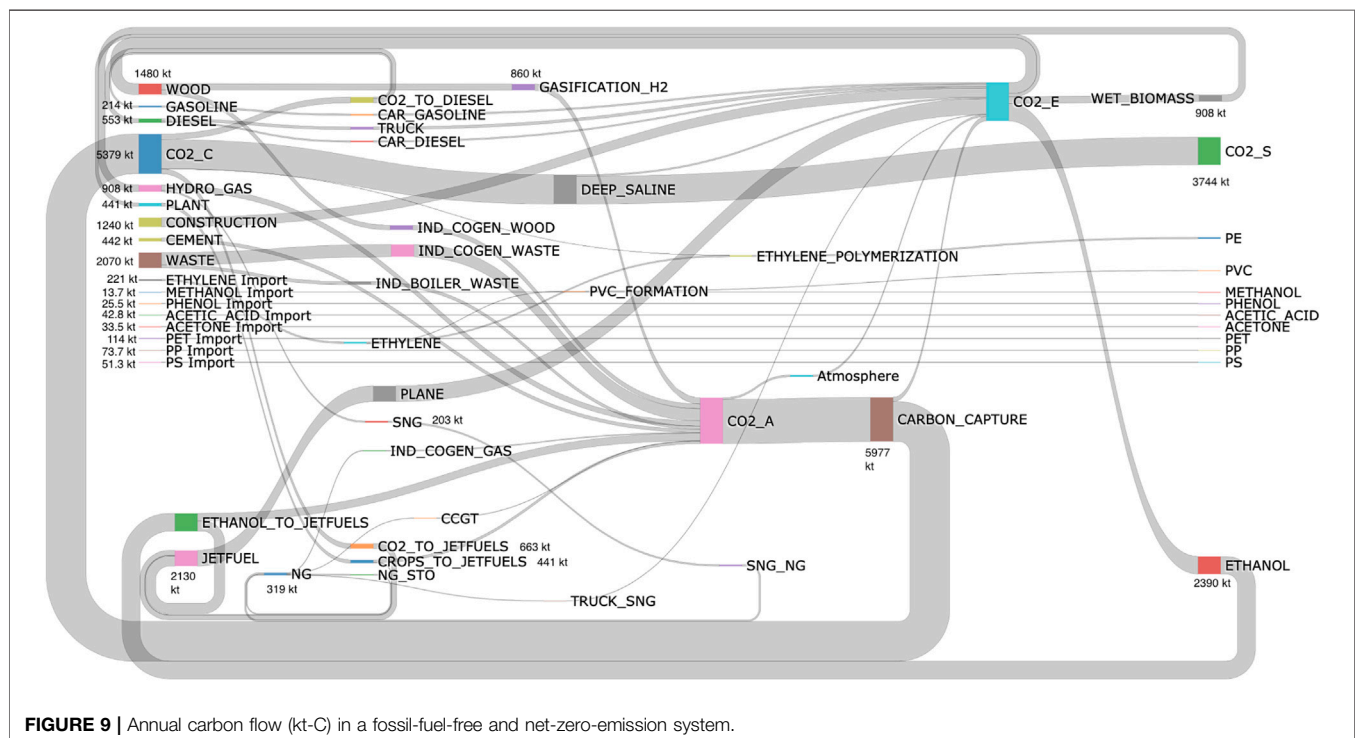 1480 kt
WOOD
860 kt
GASIFICATION_H2
CO2_E
WET_BIOMASS
908 kt
214 kt
GASOLINE
553 kt
DIESEL
CO2_TO_DIESEL
CAR_GASOLINE
TRUCK
CAR_DIESEL
5379 kt
CO2_C
CO2_S
3744 kt
DEEP_SALINE
908 kt
HYDRO_GAS
441 kt
PLANT
1240 kt
CONSTRUCTION
442 kt
CEMENT
2070 kt
WASTE
IND_COGEN_WOOD
IND_COGEN_WASTE
IND_BOILER_WASTE
ETHYLENE_POLYMERIZATION
PVC_FORMATION
PE
PVC
221 kt
ETHYLENE Import
13.7 kt
METHANOL Import
METHANOL
25.5 kt
PHENOL Import
PHENOL
42.8 kt
ACETIC_ACID Import
ACETIC_ACID
33.5 kt
ACETONE Import
ACETONE
114 kt
PET Import
PET
73.7 kt
PP Import
PP
51.3 kt
PS Import
PS
ETHYLENE
Atmosphere
PLANE
SNG
203 kt
CO2_A
CARBON_CAPTURE
5977
kt
IND_COGEN_GAS
ETHANOL_TO_JETFUELS
CCGT
JETFUEL
2130
kt
CO2_TO_JETFUELS
663 kt
CROPS_TO_JETFUELS
441 kt
NG
319 kt
NG_STO
SNG_NG
TRUCK_SNG
ETHANOL
2390 kt
FIGURE 9 | Annual carbon flow (kt-C) in a fossil-fuel-free and net-zero-emission system.